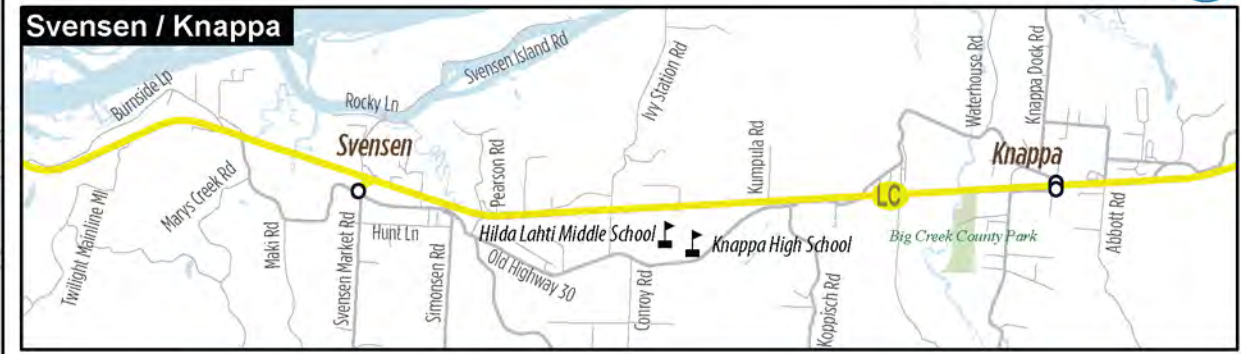 Svensen / Knappa
Burnside Lp
Rocky Ln
Svensen Island Rd
Ivy Station Rd
Waterhouse Rd
Knappa Dock Rd
Svensen
Knappa
Pearson Rd
Kumpula Rd
Twilight Mainline Ml
Marys Creek Rd
Maki Rd
Svensen Market Rd
Hunt Ln
Simonsen Rd
Hilda Lahti Middle School
Knappa High School
Old Highway 30
Conroy Rd
Koppisch Rd
LC
Big Creek County Park
Abbott Rd